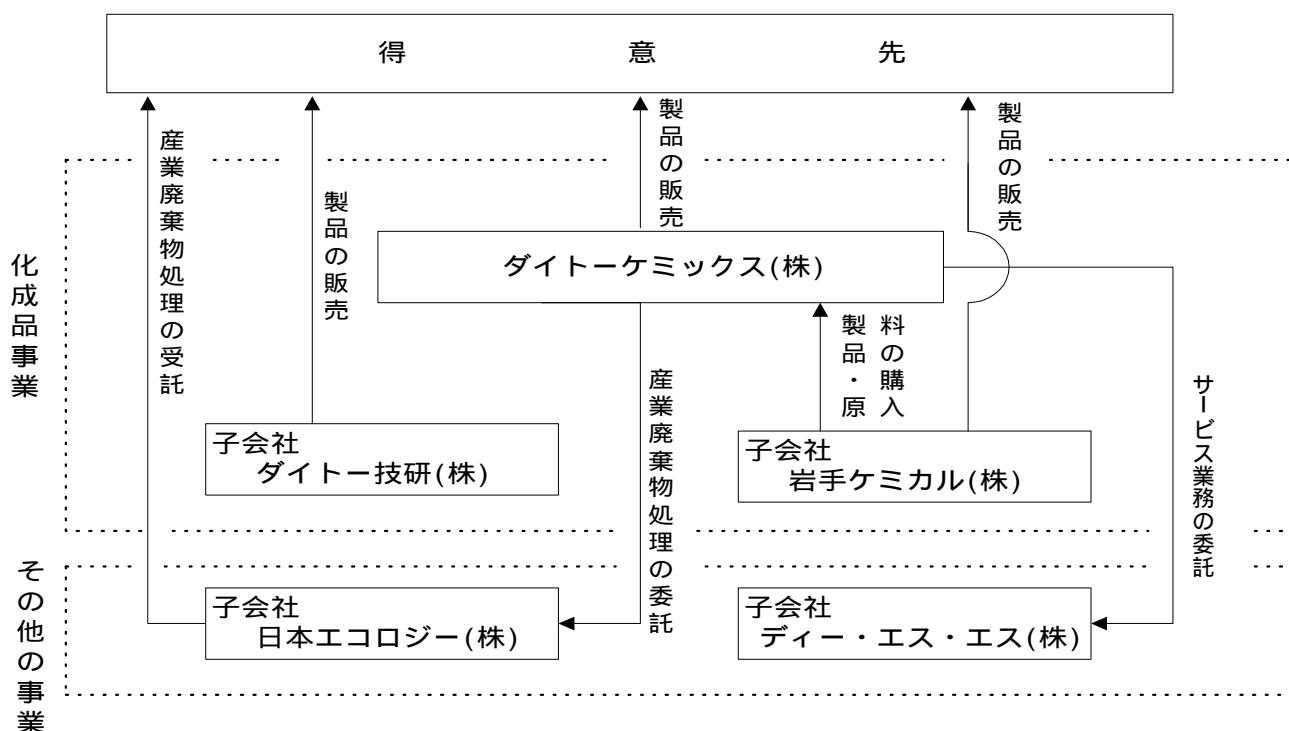 得意先
産業廃棄物処理の受託
製品の販売
製品の販売
製品の販売
化成品事業
ダイトーケミックス(株)
製品・原
料の購入
産業廃棄物処理の委託
サービス業務の委託
子会社
ダイトー技研(株)
子会社
岩手ケミカル(株)
その他の事業
子会社
日本エコロジー(株)
子会社
ディー・エス・エス(株)